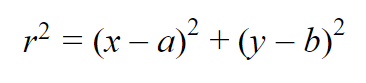 r² = (x – a)² + (y – b)²